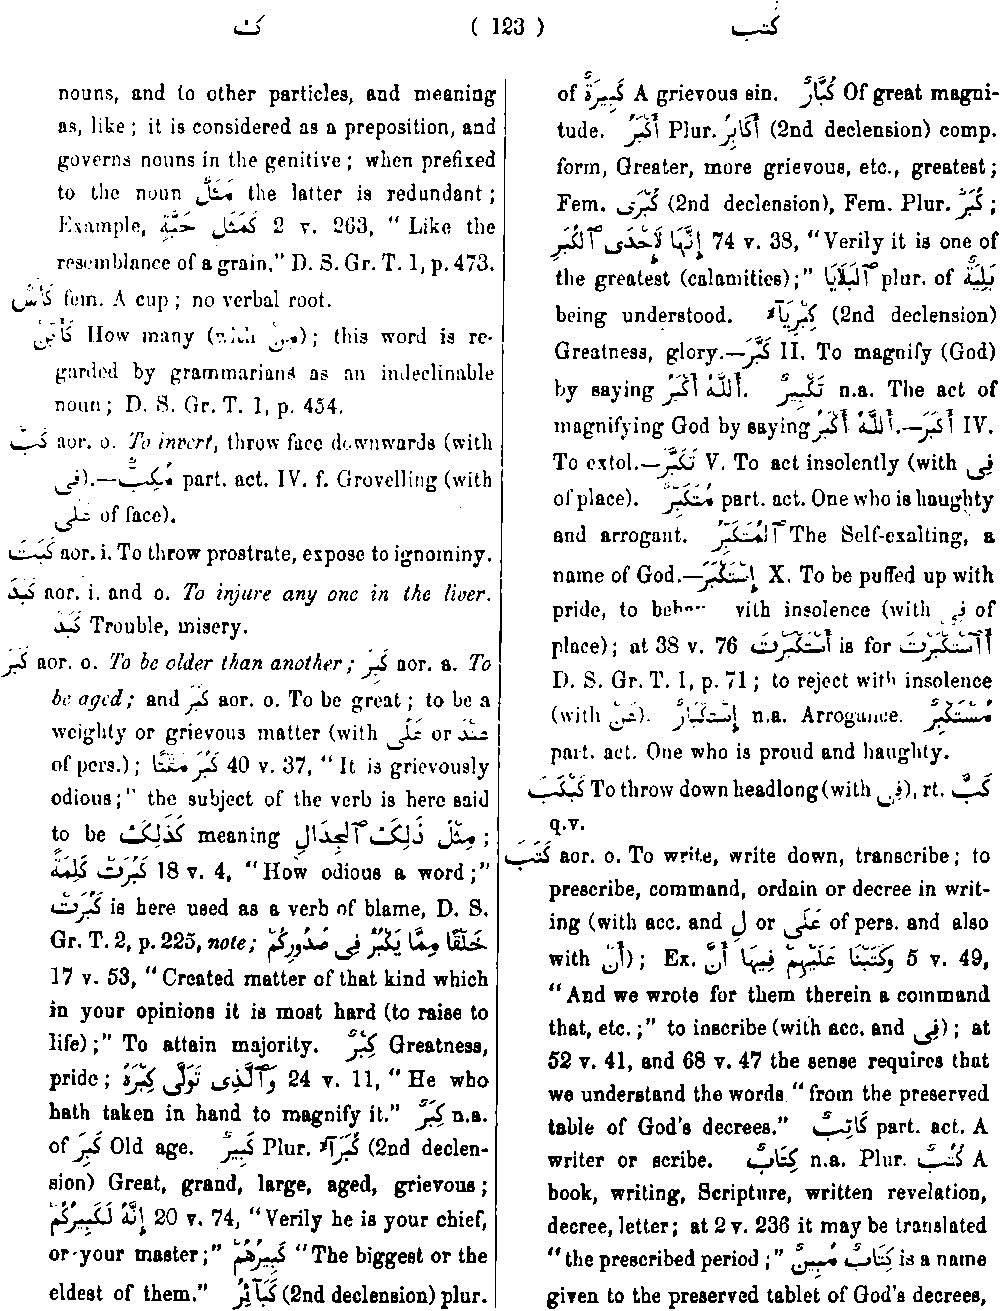 ك ( 123 ) كتب
nouns, and to other particles, and meaning
as, like; it is considered as a preposition, and
governs nouns in the genitive; when prefixed
to the noun مَثَلٌ the latter is redundant;
Example, كَمَثَلِ حَبَّةٍ 2 v. 263, "Like the
resemblance of a grain." D. S. Gr. T. 1, p. 473.
كَأْسٌ fem. A cup; no verbal root.
كَأَيِّنْ How many (with مِنْ); this word is re-
garded by grammarians as an indeclinable
noun; D. S. Gr. T. 1, p. 454.
كَبَّ aor. o. To invert, throw face downwards (with
فِى).—مُكِبٌّ part. act. IV. f. Grovelling (with
عَلَى of face).
كَبَتَ aor. i. To throw prostrate, expose to ignominy.
كَبَدَ aor. i. and o. To injure any one in the liver.
كَبَدٌ Trouble, misery.
كَبَرَ aor. o. To be older than another; كَبِرَ aor. a. To
be aged; and كَبُرَ aor. o. To be great; to be a
weighty or grievous matter (with عَلَى or عِنْدَ
of pers.); كَبُرَ مَقْتًا 40 v. 37, "It is grievously
odious;" the subject of the verb is here said
to be كَذٰلِكَ meaning مِثْلُ ذٰلِكَ ٱلْجِدَالِ;
كَبُرَتْ كَلِمَةً 18 v. 4, "How odious a word;"
كَبُرَتْ is here used as a verb of blame, D. S.
Gr. T. 2, p. 225, note; خَلْقًا مِمَّا يَكْبُرُ فِى صُدُورِكُمْ
17 v. 53, "Created matter of that kind which
in your opinions it is most hard (to raise to
life);" To attain majority. كِبْرٌ Greatness,
pride; وَٱلَّذِى تَوَلَّى كِبْرَهُ 24 v. 11, "He who
hath taken in hand to magnify it." كِبَرٌ n.a.
of كَبِرَ Old age. كَبِيرٌ Plur. كُبَرَآءُ (2nd declen-
sion) Great, grand, large, aged, grievous;
إِنَّهُ لَكَبِيرُكُمْ 20 v. 74, "Verily he is your chief,
or your master;" كَبِيرُهُمْ "The biggest or the
eldest of them." كَبَآئِرُ (2nd declension) plur.
of كَبِيرَةٌ A grievous sin. كُبَّارٌ Of great magni-
tude. أَكْبَرُ Plur. أَكَابِرُ (2nd declension) comp.
form, Greater, more grievous, etc., greatest;
Fem. كُبْرَى (2nd declension), Fem. Plur. كُبَرٌ;
إِنَّهَا لَإِحْدَى ٱلْكُبَرِ 74 v. 38, "Verily it is one of
the greatest (calamities);" ٱلْبَلَايَا plur. of بَلِيَّةٌ
being understood. كِبْرِيَآءُ (2nd declension)
Greatness, glory.—كَبَّرَ II. To magnify (God)
by saying أَللّٰهُ أَكْبَرُ. تَكْبِيرٌ n.a. The act of
magnifying God by saying أَللّٰهُ أَكْبَرُ.—أَكْبَرَ IV.
To extol.—تَكَبَّرَ V. To act insolently (with فِى
of place). مُتَكَبِّرٌ part. act. One who is haughty
and arrogant. ٱلْمُتَكَبِّرُ The Self-exalting, a
name of God.—إِسْتَكْبَرَ X. To be puffed up with
pride, to with insolence (with فِى of
place); at 38 v. 76 أَسْتَكْبَرْتَ is for أَٱسْتَكْبَرْتَ
D. S. Gr. T. I, p. 71; to reject with insolence
(with عَنْ). إِسْتِكْبَارٌ n.a. Arrogance. مُسْتَكْبِرٌ
part. act. One who is proud and haughty.
كَبْكَبَ To throw down headlong (with فِى), rt. كَبَّ
q.v.
كَتَبَ aor. o. To write, write down, transcribe; to
prescribe, command, ordain or decree in writ-
ing (with acc. and لِ or عَلَى of pers. and also
with أَنْ); Ex. وَكَتَبْنَا عَلَيْهِمْ فِيهَا أَنَّ 5 v. 49,
"And we wrote for them therein a command
that, etc.;" to inscribe (with acc. and فِى); at
52 v. 41, and 68 v. 47 the sense requires that
we understand the words "from the preserved
table of God's decrees." كَاتِبٌ part. act. A
writer or scribe. كِتَابٌ n.a. Plur. كُتُبٌ A
book, writing, Scripture, written revelation,
decree, letter; at 2 v. 236 it may be translated
"the prescribed period;" كِتَابٌ مُبِينٌ is a name
given to the preserved tablet of God's decrees,